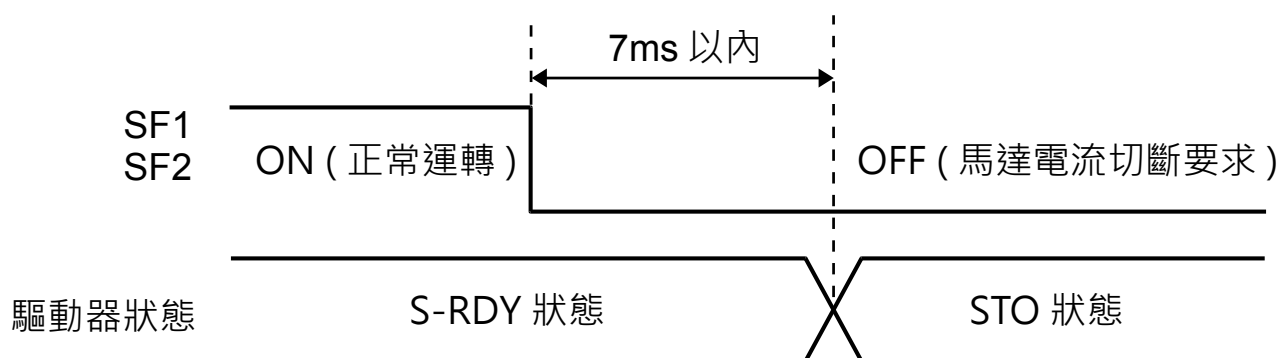 7ms 以內
SF1
SF2
ON ( 正常運轉 )
OFF ( 馬達電流切斷要求 )
驅動器狀態
S-RDY 狀態
STO 狀態